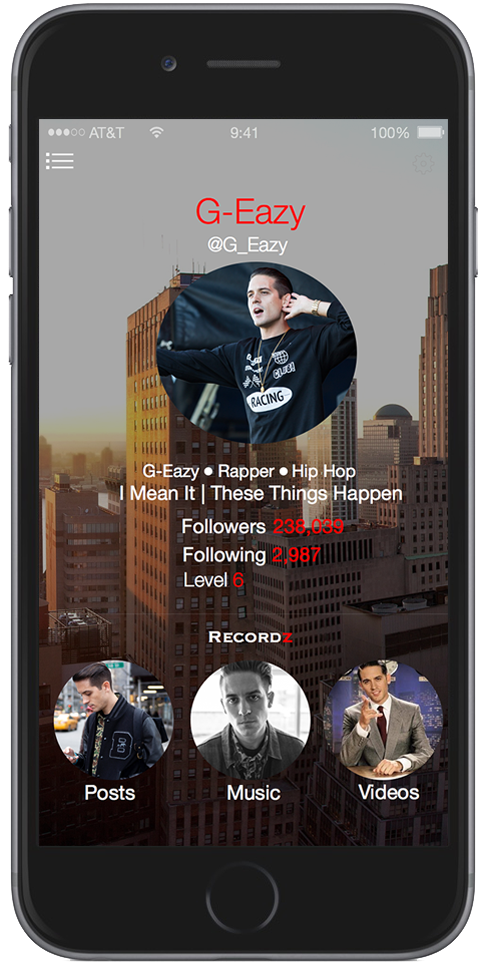 AT&T 9:41 100%
G-Eazy
@G_Eazy
RACING
G-Eazy ● Rapper ● Hip Hop
I Mean It | These Things Happen
Followers 238,039
Following 2,987
Level 6
RECORDZ
Posts Music Videos